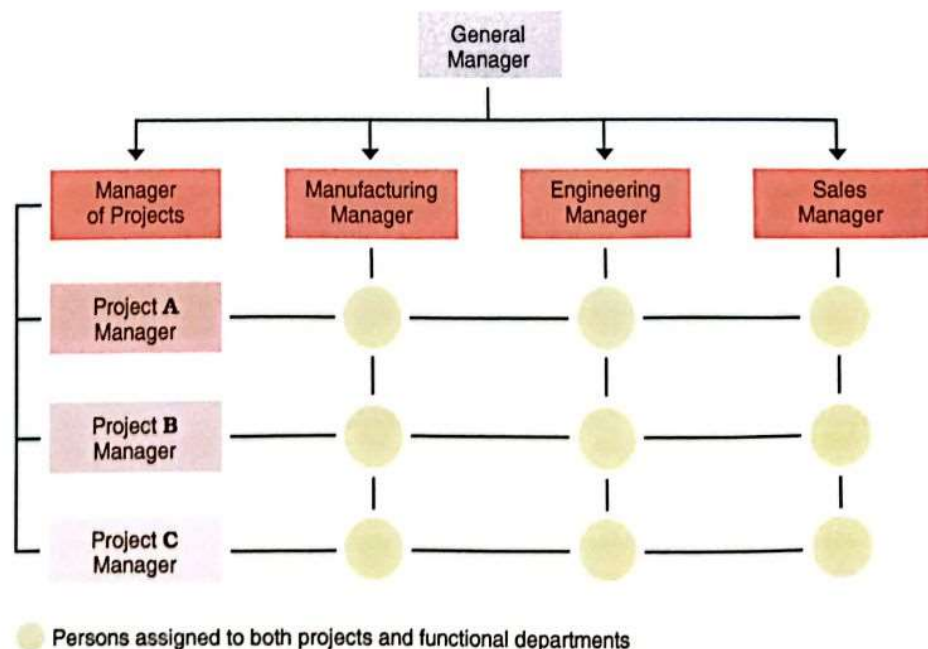 General
Manager
Manager
of Projects
Manufacturing
Manager
Engineering
Manager
Sales
Manager
Project A
Manager
Project B
Manager
Project C
Manager
Persons assigned to both projects and functional departments